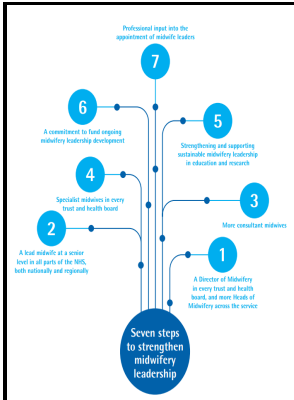 Professional input into the
appointment of midwife leaders
7
6
A commitment to fund ongoing
midwifery leadership development
5
Strengthening and supporting
sustainable midwifery leadership
in education and research
4
Specialist midwives in every
trust and health board
3
More consultant midwives
2
A lead midwife at a senior
level in all parts of the NHS,
both nationally and regionally
1
A Director of Midwifery
in every trust and health
board, and more Heads of
Midwifery across the service
Seven steps
to strengthen
midwifery
leadership